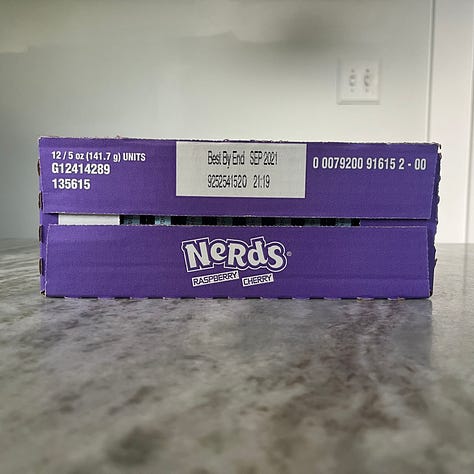 12 / 5 oz (141.7 g) UNITS
G12414289
135615
Best By End SEP 2021
9252541520 21:19
0 0079200 91615 2 - 00
NeRdS®
RASPBERRY CHERRY